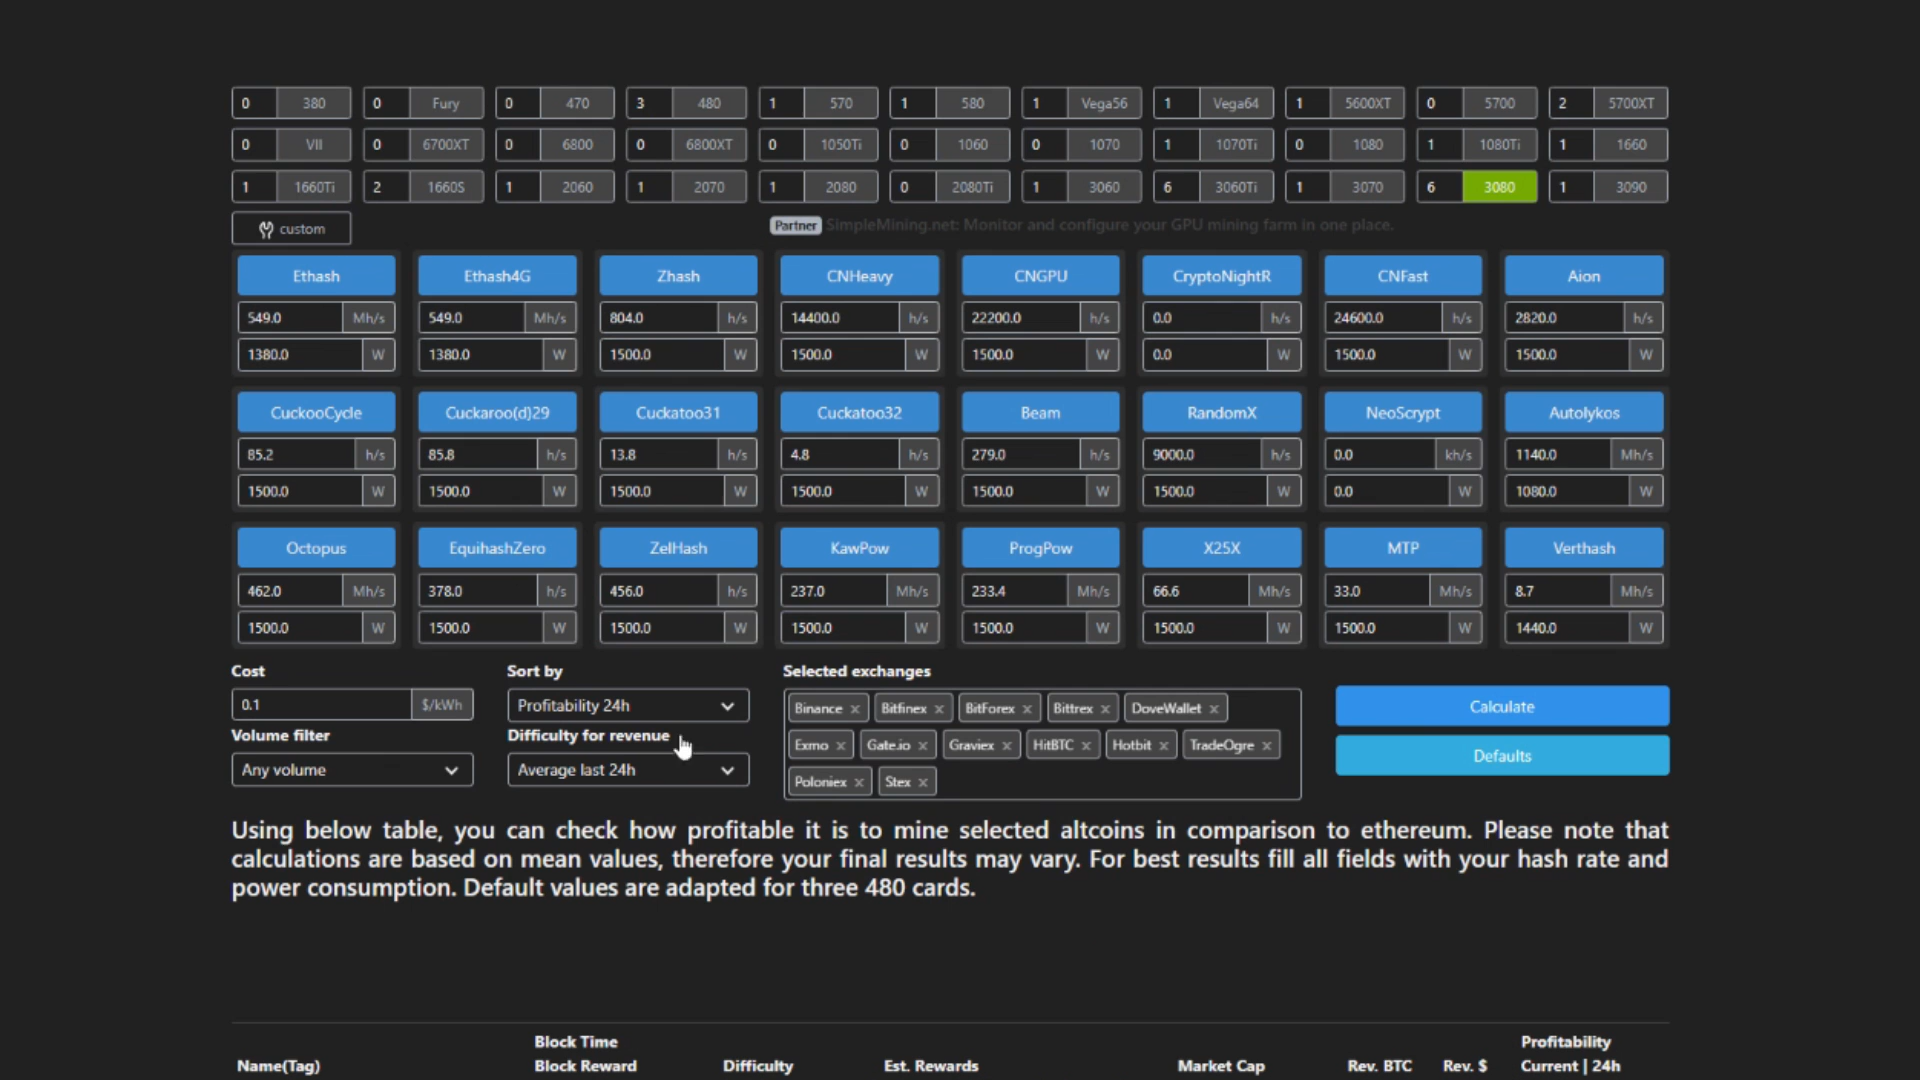 0 380 0 Fury 0 470 3 480 1 570 1 580 1 Vega56 1 Vega64 1 5600XT 0 5700 2 5700XT
0 VII 0 6700XT 0 6800 0 6800XT 0 1050Ti 0 1060 0 1070 1 1070Ti 0 1080 1 1080Ti 1 1660
1 1660Ti 2 1660S 1 2060 1 2070 1 2080 0 2080Ti 1 3060 6 3060Ti 1 3070 6 3080 1 3090
custom Partner SimpleMining.net: Monitor and configure your GPU mining farm in one place.
Ethash Ethash4G Zhash CNHeavy CNGPU CryptoNightR CNFast Aion
549.0 Mh/s 549.0 Mh/s 804.0 h/s 14400.0 h/s 22200.0 h/s 0.0 h/s 24600.0 h/s 2820.0 h/s
1380.0 W 1380.0 W 1500.0 W 1500.0 W 1500.0 W 0.0 W 1500.0 W 1500.0 W
CuckooCycle Cuckaroo(d)29 Cuckatoo31 Cuckatoo32 Beam RandomX NeoScrypt Autolykos
85.2 h/s 85.8 h/s 13.8 h/s 4.8 h/s 279.0 h/s 9000.0 h/s 0.0 kh/s 1140.0 Mh/s
1500.0 W 1500.0 W 1500.0 W 1500.0 W 1500.0 W 1500.0 W 0.0 W 1080.0 W
Octopus EquihashZero ZelHash KawPow ProgPow X25X MTP Verthash
462.0 Mh/s 378.0 h/s 456.0 h/s 237.0 Mh/s 233.4 Mh/s 66.6 Mh/s 33.0 Mh/s 8.7 Mh/s
1500.0 W 1500.0 W 1500.0 W 1500.0 W 1500.0 W 1500.0 W 1500.0 W 1440.0 W
Cost Sort by Selected exchanges
0.1 $/kWh Profitability 24h Binance × Bitfinex × BitForex × Bittrex × DoveWallet × Calculate
Volume filter Difficulty for revenue Exmo × Gate.io × Graviex × HitBTC × Hotbit × TradeOgre × Defaults
Any volume Average last 24h Poloniex × Stex ×
Using below table, you can check how profitable it is to mine selected altcoins in comparison to ethereum. Please note that
calculations are based on mean values, therefore your final results may vary. For best results fill all fields with your hash rate and
power consumption. Default values are adapted for three 480 cards.
Block Time Profitability
Name(Tag) Block Reward Difficulty Est. Rewards Market Cap Rev. BTC Rev. $ Current | 24h